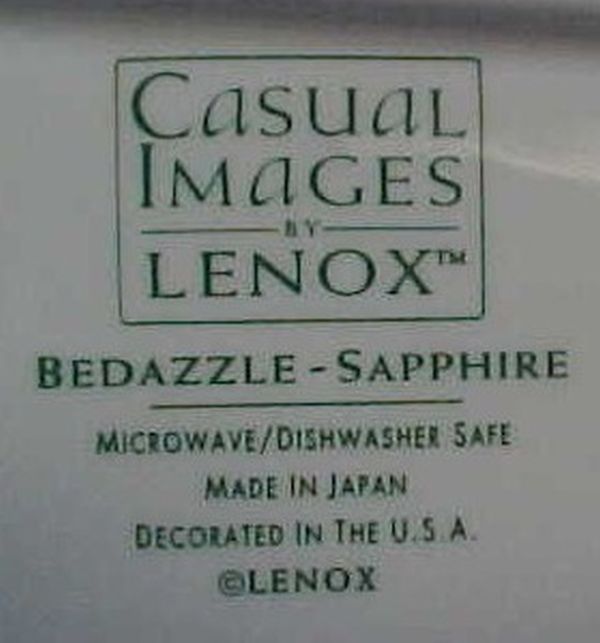 CASUAL
IMAGES
BY
LENOX™
BEDAZZLE - SAPPHIRE
MICROWAVE/DISHWASHER SAFE
MADE IN JAPAN
DECORATED IN THE U.S.A.
©LENOX